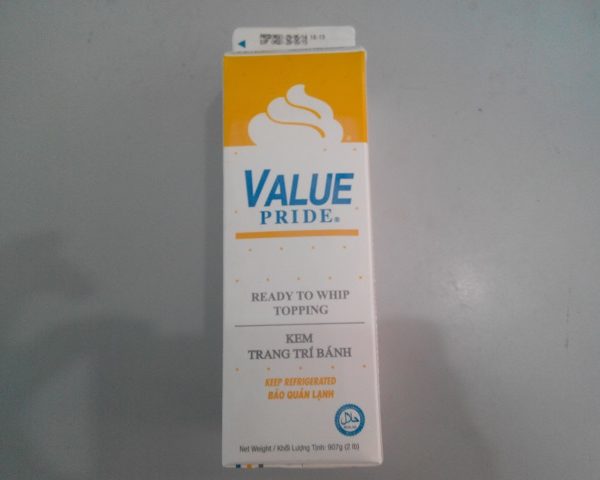 VALUE
PRIDE®
READY TO WHIP
TOPPING
KEM
TRANG TRÍ BÁNH
KEEP REFRIGERATED
BẢO QUẢN LẠNH
Net Weight / Khối Lượng Tịnh: 907g (2 lb)